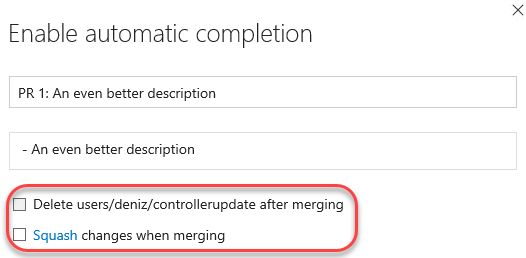 Enable automatic completion
PR 1: An even better description
- An even better description
Delete users/deniz/controllerupdate after merging
Squash changes when merging